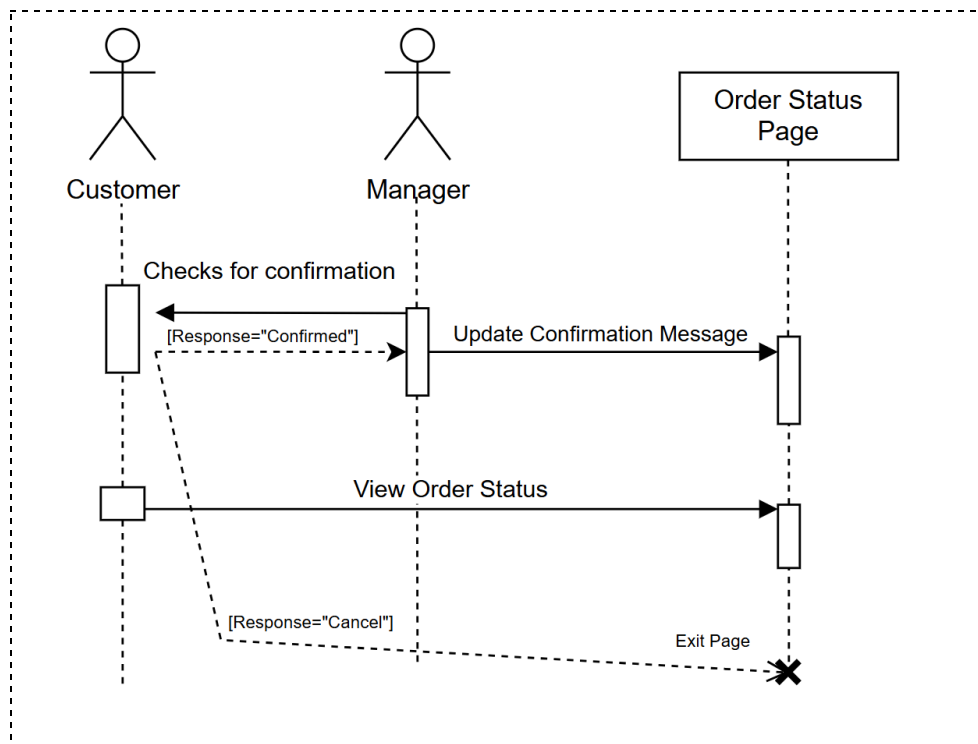 Order Status
Page
Customer
Manager
Checks for confirmation
[Response="Confirmed"]
Update Confirmation Message
View Order Status
[Response="Cancel"]
Exit Page